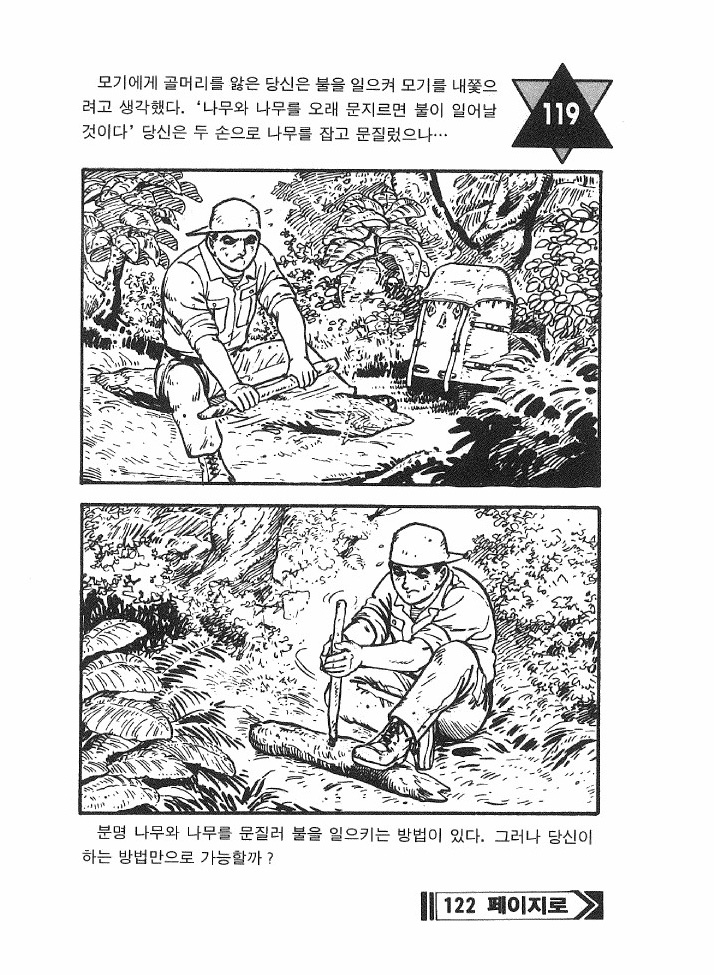 모기에게 골머리를 앓은 당신은 불을 일으켜 모기를 내쫓으
려고 생각했다. ‘나무와 나무를 오래 문지르면 불이 일어날
것이다’ 당신은 두 손으로 나무를 잡고 문질렀으나…
119
분명 나무와 나무를 문질러 불을 일으키는 방법이 있다. 그러나 당신이
하는 방법만으로 가능할까?
122 페이지로